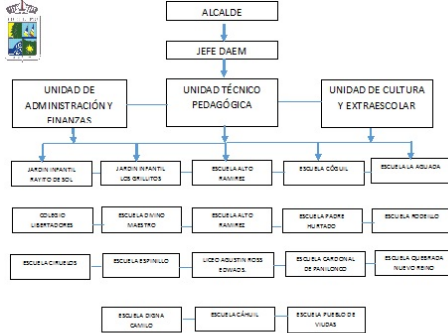 ALCALDE
JEFE DAEM
UNIDAD DE
ADMINISTRACIÓN Y
FINANZAS
UNIDAD TÉCNICO
PEDAGÓGICA
UNIDAD DE CULTURA
Y EXTRAESCOLAR
JARDIN INFANTIL
RAYITO DE SOL
JARDIN INFANTIL
LOS GRILLITOS
ESCUELA ALTO
RAMIREZ
ESCUELA CÓQUIL
ESCUELA LA AGUADA
COLEGIO
LIBERTADORES
ESCUELA DIVINO
MAESTRO
ESCUELA ALTO
RAMIREZ
ESCUELA PADRE
HURTADO
ESCUELA RODEILLO
ESCUELA CIRUELOS
ESCUELA ESPINILLO
LICEO AGUSTIN ROSS
EDWADS.
ESCUELA CARDONAL
DE PANILONCO
ESCUELA QUEBRADA
NUEVO REINO
ESCUELA DIGNA
CAMILO
ESCUELA CÁHUIL
ESCUELA PUEBLO DE
VIUDAS